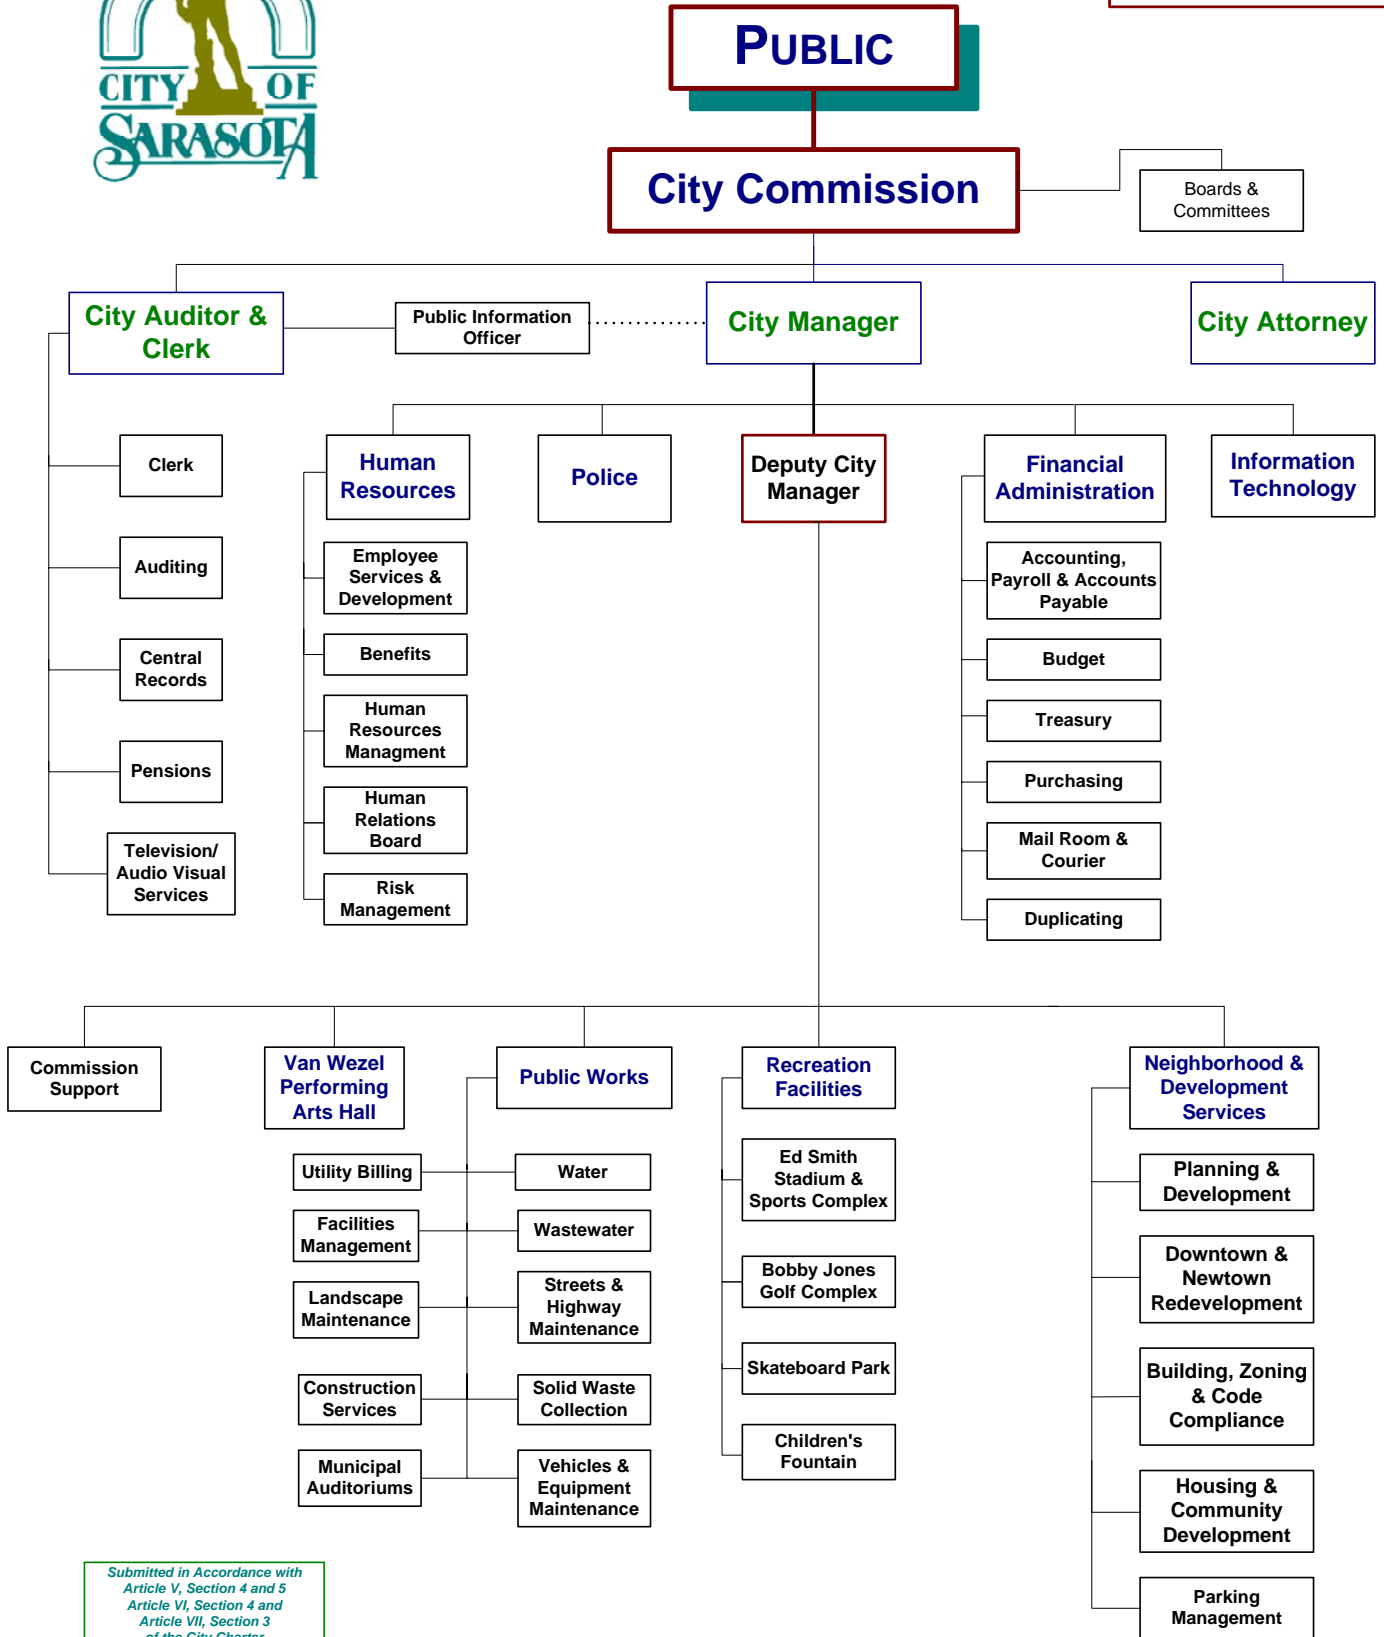 CITY OF
SARASOTA
PUBLIC
City Commission
Boards &
Committees
City Auditor &
Clerk
Public Information
Officer
City Manager
City Attorney
Clerk
Auditing
Central
Records
Pensions
Television/
Audio Visual
Services
Human
Resources
Employee
Services &
Development
Benefits
Human
Resources
Managment
Human
Relations
Board
Risk
Management
Police
Deputy City
Manager
Financial
Administration
Accounting,
Payroll & Accounts
Payable
Budget
Treasury
Purchasing
Mail Room &
Courier
Duplicating
Information
Technology
Commission
Support
Van Wezel
Performing
Arts Hall
Public Works
Utility Billing
Facilities
Management
Landscape
Maintenance
Construction
Services
Municipal
Auditoriums
Water
Wastewater
Streets &
Highway
Maintenance
Solid Waste
Collection
Vehicles &
Equipment
Maintenance
Recreation
Facilities
Ed Smith
Stadium &
Sports Complex
Bobby Jones
Golf Complex
Skateboard Park
Children's
Fountain
Neighborhood &
Development
Services
Planning &
Development
Downtown &
Newtown
Redevelopment
Building, Zoning
& Code
Compliance
Housing &
Community
Development
Parking
Management
Submitted in Accordance with
Article V, Section 4 and 5
Article VI, Section 4 and
Article VII, Section 3
of the City Charter